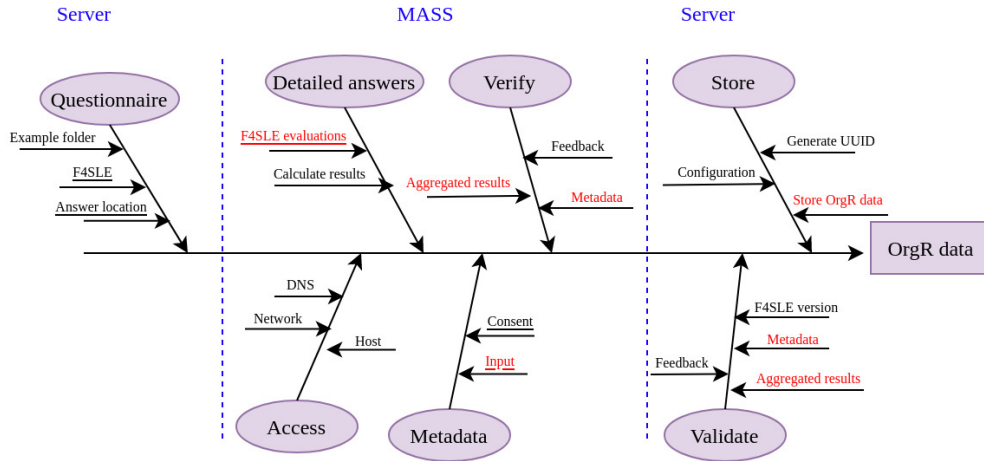 Server
MASS
Server
Questionnaire
Detailed answers
Verify
Store
Example folder
F4SLE
Answer location
F4SLE evaluations
Calculate results
Feedback
Aggregated results
Metadata
Generate UUID
Configuration
Store OrgR data
OrgR data
DNS
Network
Host
Access
Consent
Input
Metadata
F4SLE version
Metadata
Feedback
Aggregated results
Validate